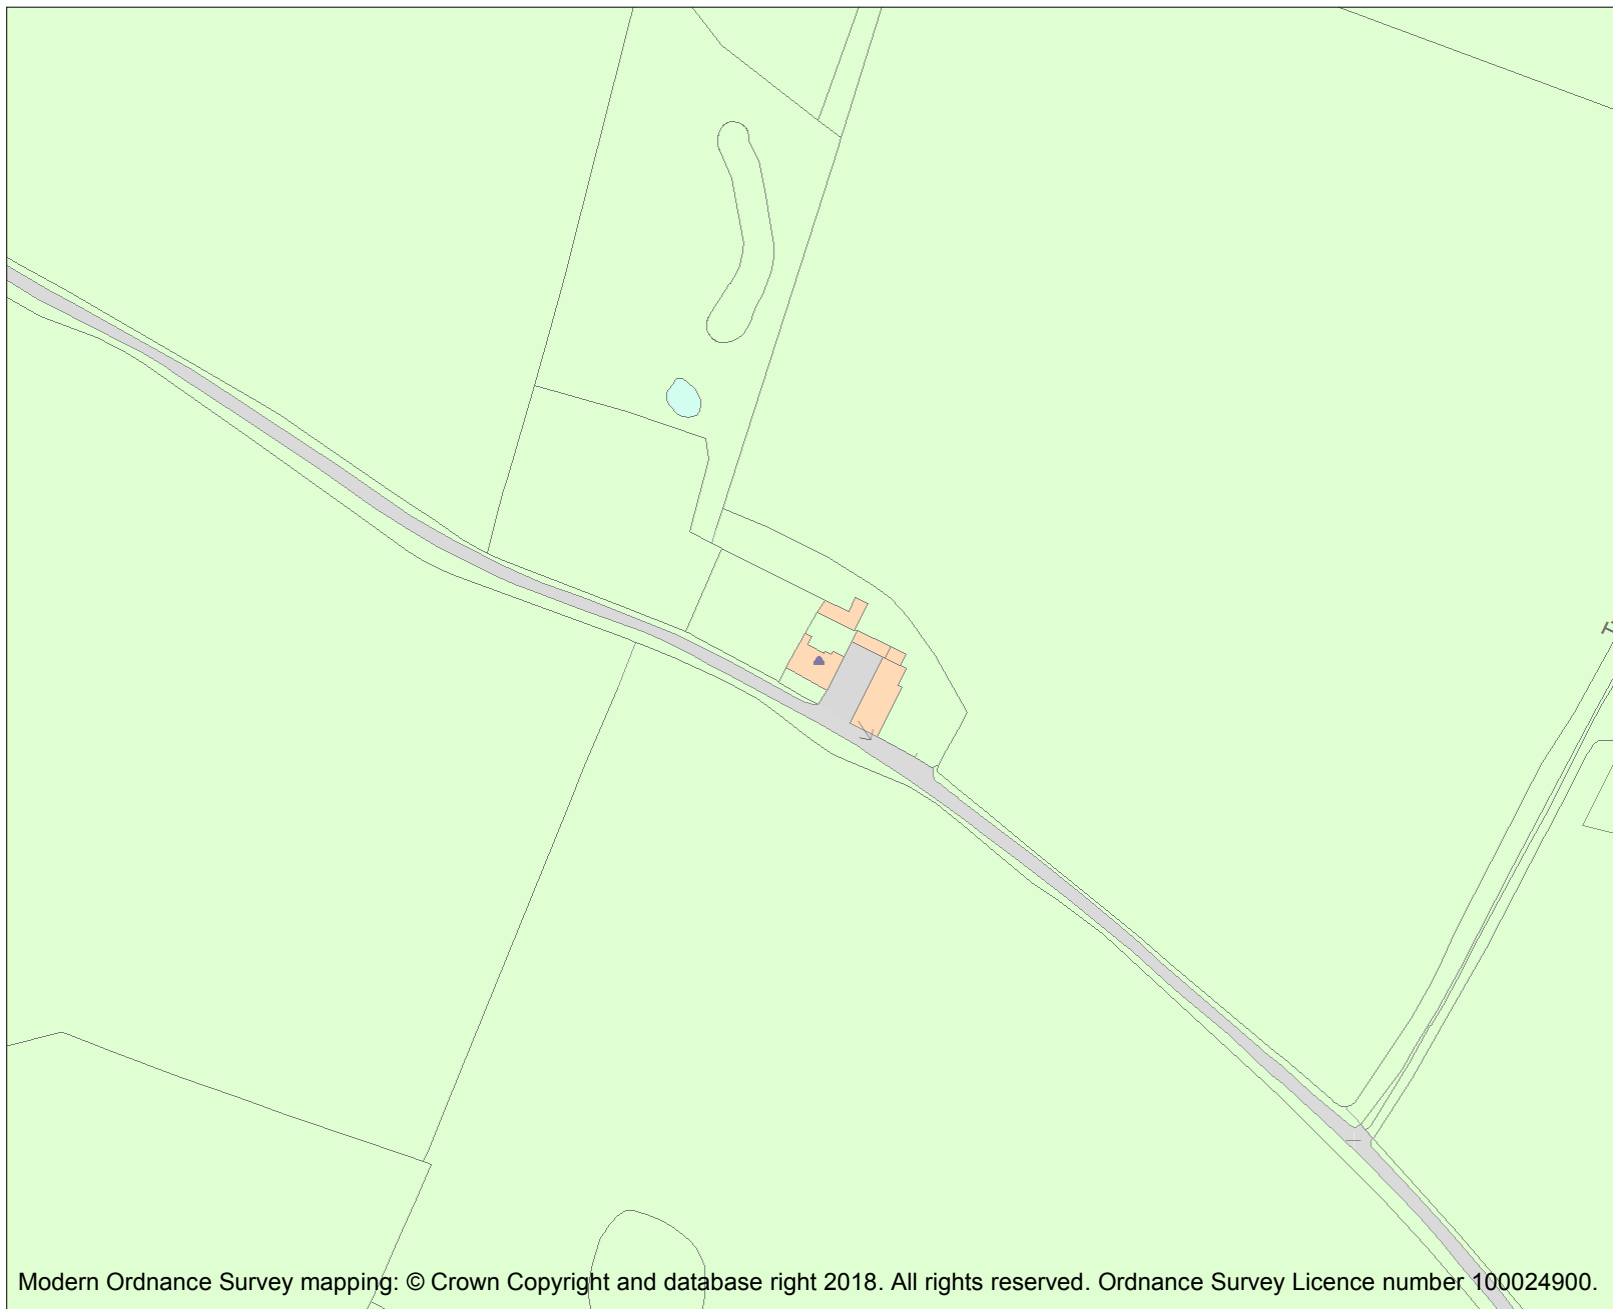 Modern Ordnance Survey mapping: © Crown Copyright and database right 2018. All rights reserved. Ordnance Survey Licence number 100024900.